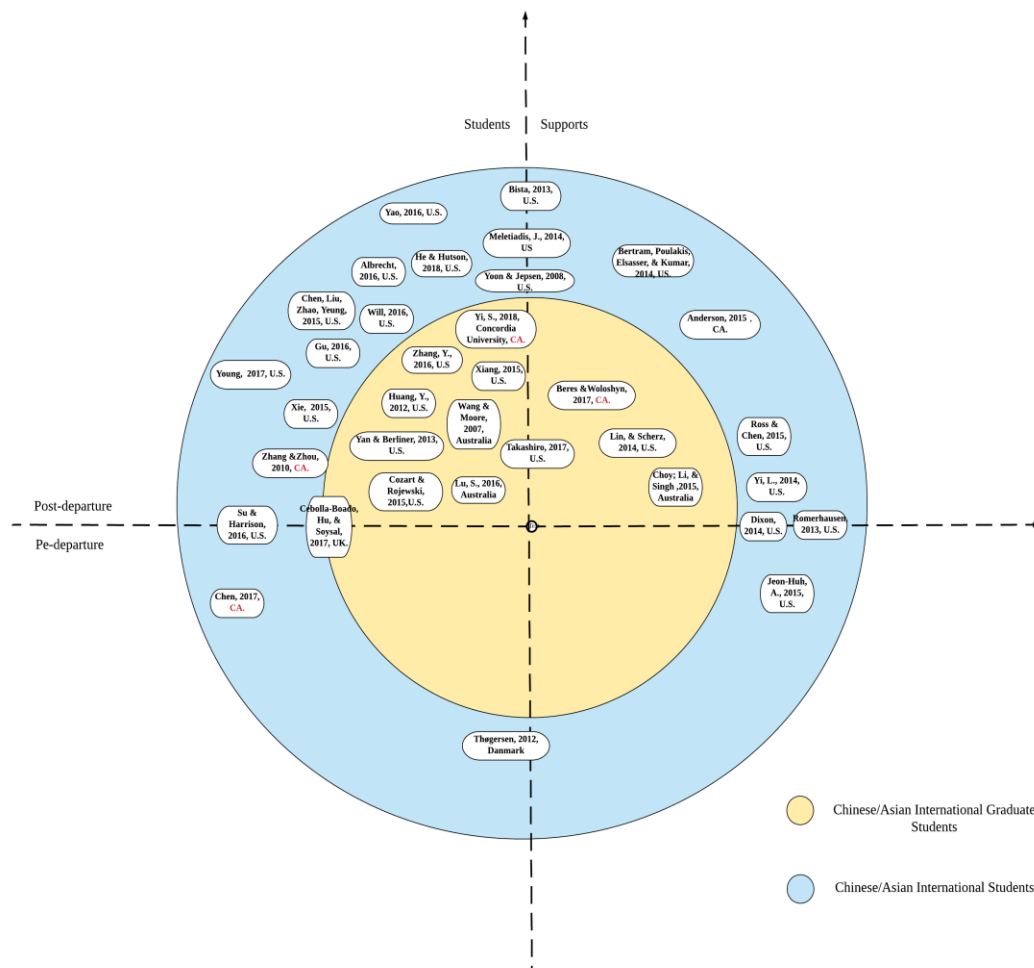 Students
Supports
Bista, 2013,
U.S.
Yao, 2016, U.S.
Meletiadis, J., 2014,
US
He & Hutson,
2018, U.S.
Bertram, Poulakis,
Elsasser, & Kumar,
2014, US.
Albrecht,
2016, U.S.
Yoon & Jepsen, 2008,
U.S.
Chen, Liu,
Zhao, Yeung,
2015, U.S.
Will, 2016,
U.S.
Yi, S., 2018,
Concordia
University, CA.
Anderson, 2015 ,
CA.
Gu, 2016,
U.S.
Zhang, Y.,
2016, U.S
Young,  2017, U.S.
Xiang, 2015,
U.S.
Huang, Y.,
2012, U.S.
Beres &Woloshyn,
2017, CA.
Xie,  2015,
U.S.
Wang &
Moore,
2007,
Australia
Yan & Berliner, 2013,
U.S.
Takashiro, 2017,
U.S.
Lin, & Scherz,
2014, U.S.
Ross &
Chen, 2015,
U.S.
Zhang &Zhou,
2010, CA.
Cozart &
Rojewski,
2015,U.S.
Lu, S., 2016,
Australia
Choy; Li, &
Singh ,2015,
Australia
Yi, L., 2014,
U.S.
Post-departure
Pe-departure
Su &
Harrison,
2016, U.S.
Cebolla-Boado,
Hu, &
Soysal,
2017, UK.
Dixon,
2014, U.S.
Romerhausen,
2013, U.S.
Chen, 2017,
CA.
Jeon-Huh,
A., 2015,
U.S.
Thøgersen, 2012,
Danmark
Chinese/Asian International Graduate
Students
Chinese/Asian International Students